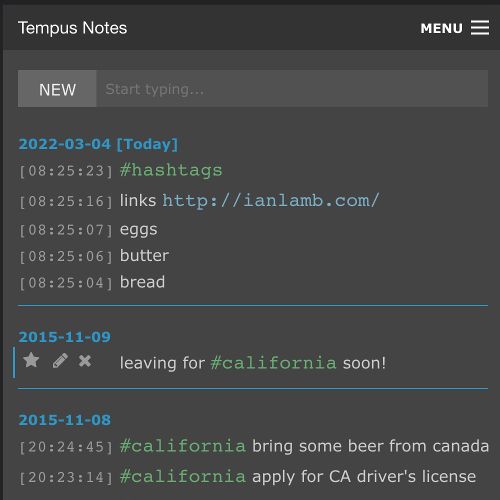 Tempus Notes
MENU
NEW Start typing...
2022-03-04 [Today]
[08:25:23] #hashtags
[08:25:16] links http://ianlamb.com/
[08:25:07] eggs
[08:25:06] butter
[08:25:04] bread
2015-11-09
leaving for #california soon!
2015-11-08
[20:24:45] #california bring some beer from canada
[20:23:14] #california apply for CA driver's license